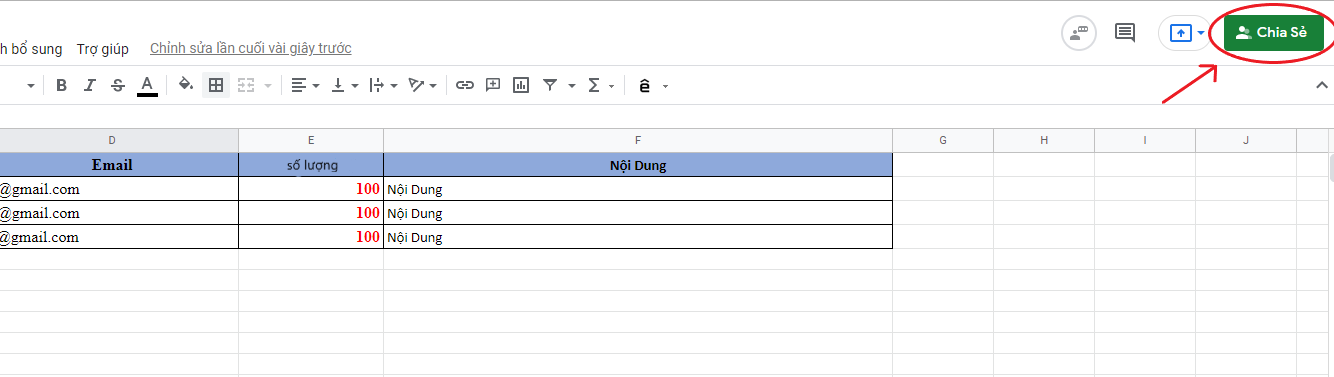 Chia Sẻ
h bổ sung Trợ giúp Chỉnh sửa lần cuối vài giây trước
B I S A Σ ê
D E F G H I J
Email số lượng Nội Dung
@gmail.com 100 Nội Dung
@gmail.com 100 Nội Dung
@gmail.com 100 Nội Dung